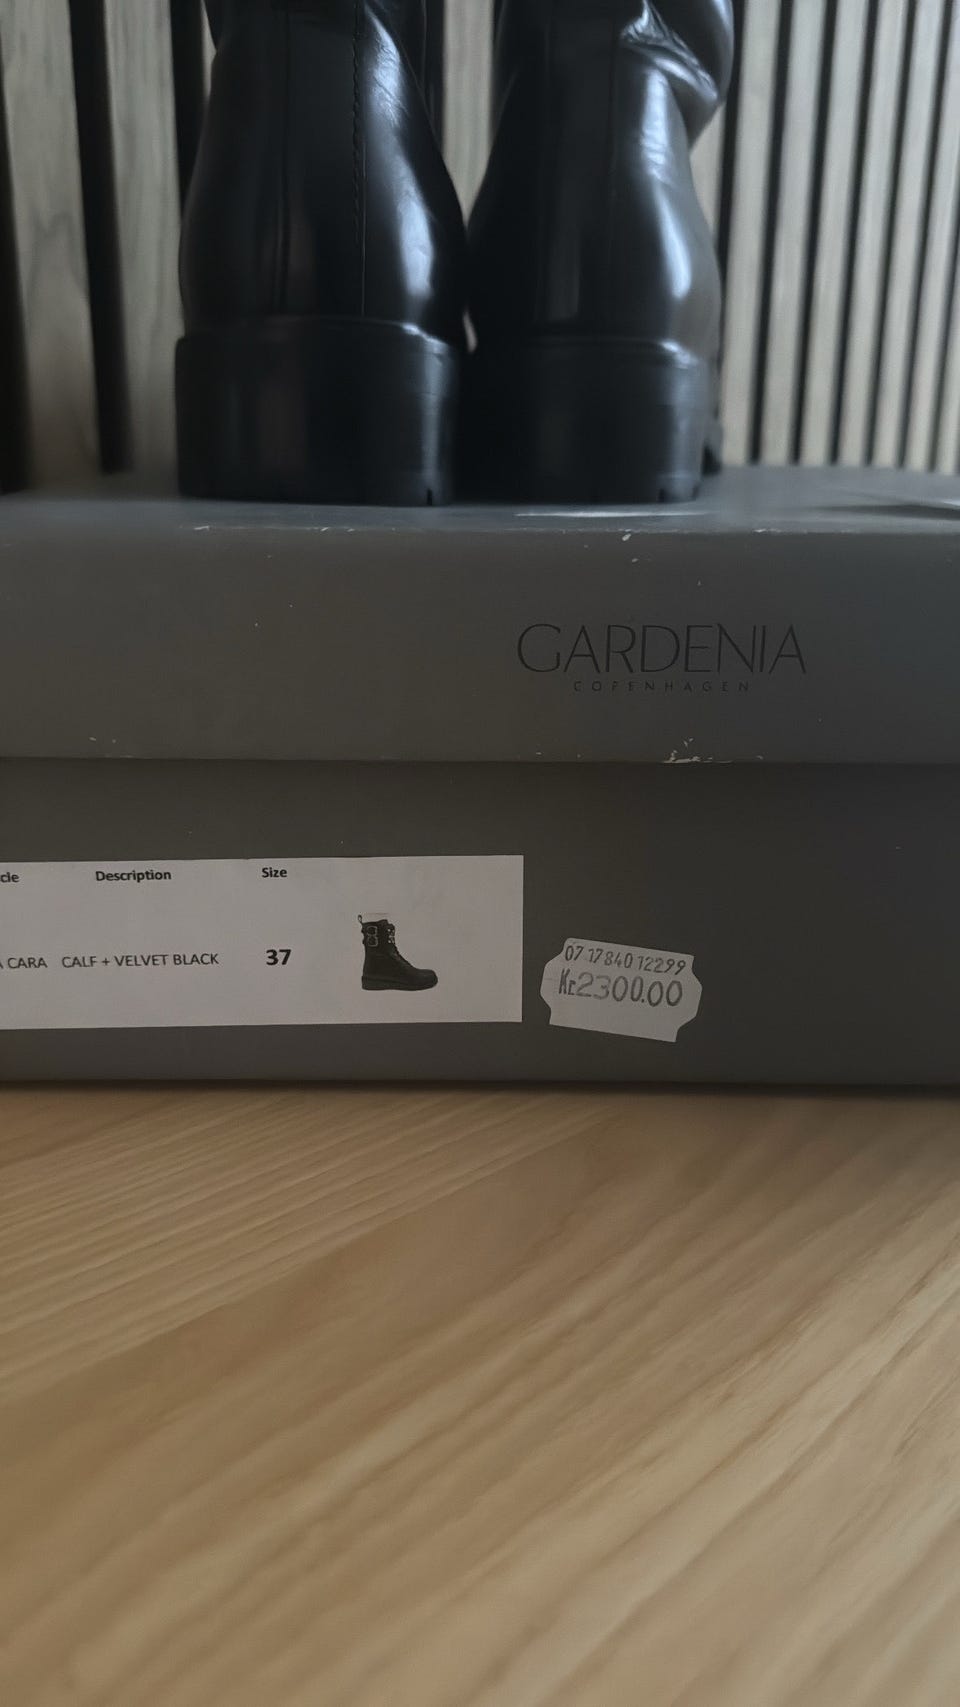 GARDENIA
COPENHAGEN
cle Description Size
CARA CALF + VELVET BLACK 37
07 17840 12299
Kr.2300.00